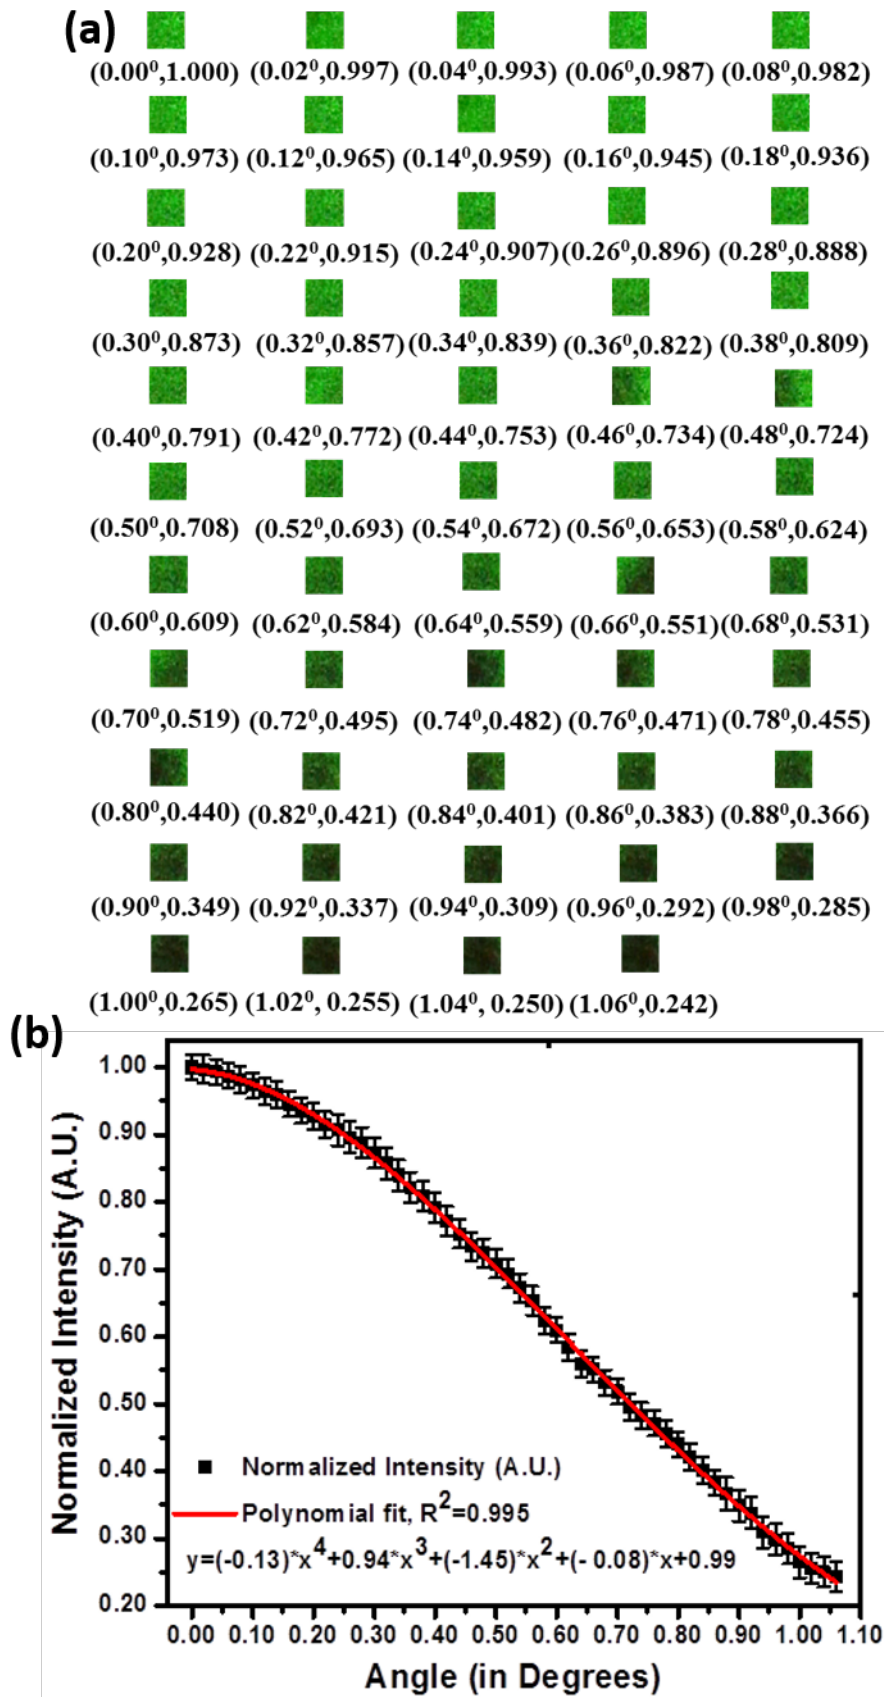 (a)
(0.00⁰,1.000) (0.02⁰,0.997) (0.04⁰,0.993) (0.06⁰,0.987) (0.08⁰,0.982)
(0.10⁰,0.973) (0.12⁰,0.965) (0.14⁰,0.959) (0.16⁰,0.945) (0.18⁰,0.936)
(0.20⁰,0.928) (0.22⁰,0.915) (0.24⁰,0.907) (0.26⁰,0.896) (0.28⁰,0.888)
(0.30⁰,0.873) (0.32⁰,0.857) (0.34⁰,0.839) (0.36⁰,0.822) (0.38⁰,0.809)
(0.40⁰,0.791) (0.42⁰,0.772) (0.44⁰,0.753) (0.46⁰,0.734) (0.48⁰,0.724)
(0.50⁰,0.708) (0.52⁰,0.693) (0.54⁰,0.672) (0.56⁰,0.653) (0.58⁰,0.624)
(0.60⁰,0.609) (0.62⁰,0.584) (0.64⁰,0.559) (0.66⁰,0.551) (0.68⁰,0.531)
(0.70⁰,0.519) (0.72⁰,0.495) (0.74⁰,0.482) (0.76⁰,0.471) (0.78⁰,0.455)
(0.80⁰,0.440) (0.82⁰,0.421) (0.84⁰,0.401) (0.86⁰,0.383) (0.88⁰,0.366)
(0.90⁰,0.349) (0.92⁰,0.337) (0.94⁰,0.309) (0.96⁰,0.292) (0.98⁰,0.285)
(1.00⁰,0.265) (1.02⁰, 0.255) (1.04⁰, 0.250) (1.06⁰,0.242)
(b)
Normalized Intensity (A.U.)
1.00
0.90
0.80
0.70
0.60
0.50
0.40
0.30
0.20
Normalized Intensity (A.U.)
Polynomial fit, R²=0.995
y=(-0.13)*x⁴+0.94*x³+(-1.45)*x²+(- 0.08)*x+0.99
0.00 0.10 0.20 0.30 0.40 0.50 0.60 0.70 0.80 0.90 1.00 1.10
Angle (in Degrees)